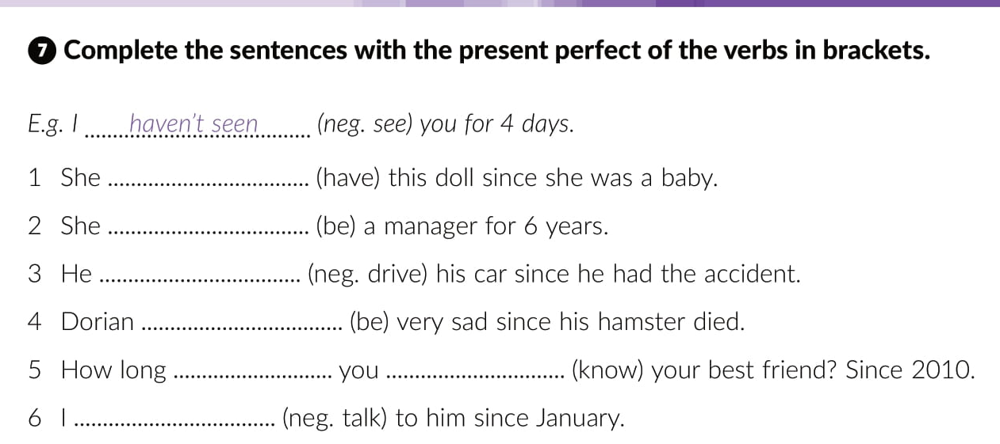 7 Complete the sentences with the present perfect of the verbs in brackets.
E.g. I ..... haven't seen ........ (neg. see) you for 4 days.
1 She .................................. (have) this doll since she was a baby.
2 She .................................. (be) a manager for 6 years.
3 He .................................. (neg. drive) his car since he had the accident.
4 Dorian .................................. (be) very sad since his hamster died.
5 How long ........................... you .............................. (know) your best friend? Since 2010.
6 I .................................. (neg. talk) to him since January.